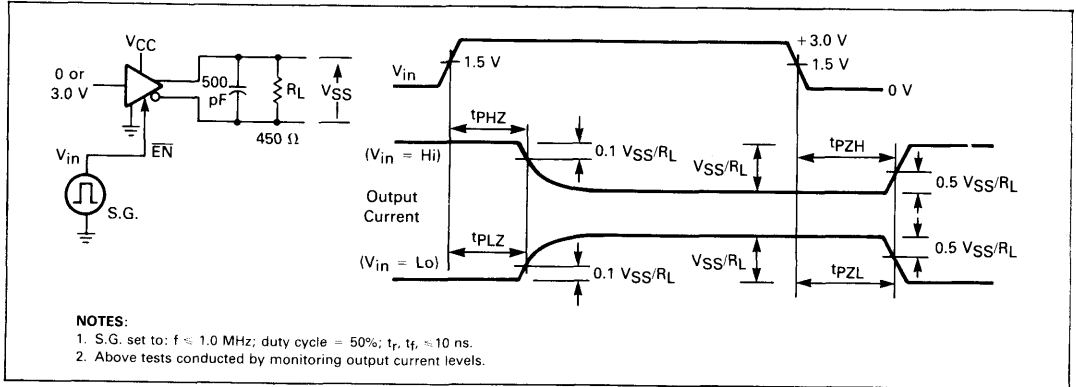 VCC
0 or
3.0 V
500
pF
RL
VSS
450 Ω
Vin
EN
S.G.
Vin
1.5 V
+3.0 V
1.5 V
0 V
tPHZ
(Vin = Hi)
0.1 VSS/RL
VSS/RL
tPZH
0.5 VSS/RL
Output
Current
tPLZ
(Vin = Lo)
0.1 VSS/RL
VSS/RL
0.5 VSS/RL
tPZL
NOTES:
1. S.G. set to: f ≤ 1.0 MHz; duty cycle = 50%; tr, tf, ≤10 ns.
2. Above tests conducted by monitoring output current levels.